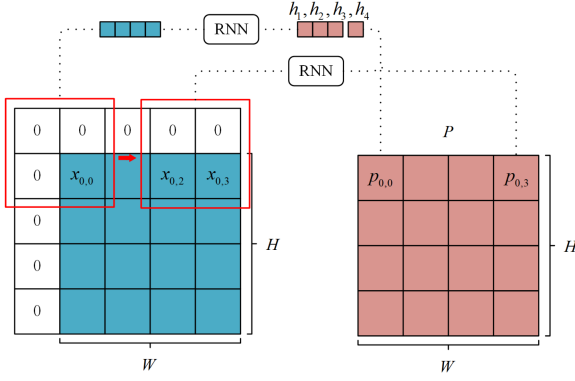 h₁, h₂, h₃, h₄
RNN
RNN
P
0 0 0 0 0
0 x₀,₀ x₀,₂ x₀,₃
0
0
0
H
W
p₀,₀ p₀,₃
H
W